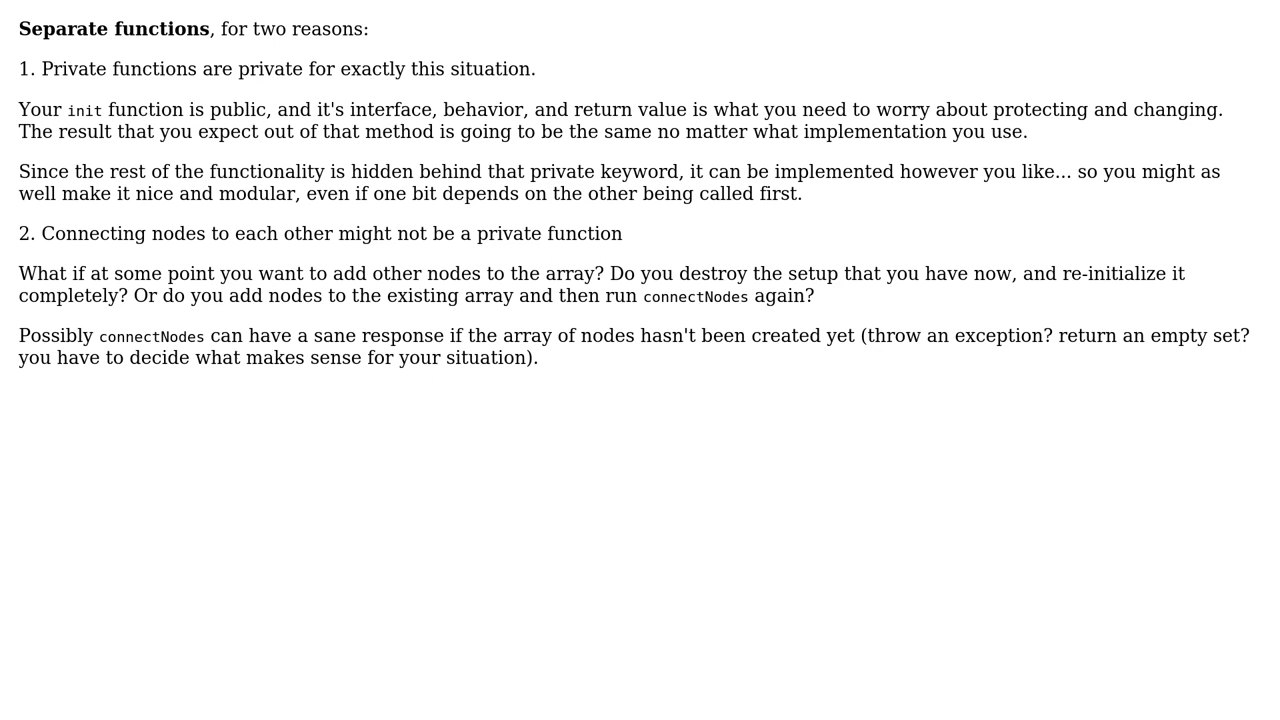 Separate functions, for two reasons:
1. Private functions are private for exactly this situation.
Your init function is public, and it's interface, behavior, and return value is what you need to worry about protecting and changing.
The result that you expect out of that method is going to be the same no matter what implementation you use.
Since the rest of the functionality is hidden behind that private keyword, it can be implemented however you like... so you might as
well make it nice and modular, even if one bit depends on the other being called first.
2. Connecting nodes to each other might not be a private function
What if at some point you want to add other nodes to the array? Do you destroy the setup that you have now, and re-initialize it
completely? Or do you add nodes to the existing array and then run connectNodes again?
Possibly connectNodes can have a sane response if the array of nodes hasn't been created yet (throw an exception? return an empty set?
you have to decide what makes sense for your situation).